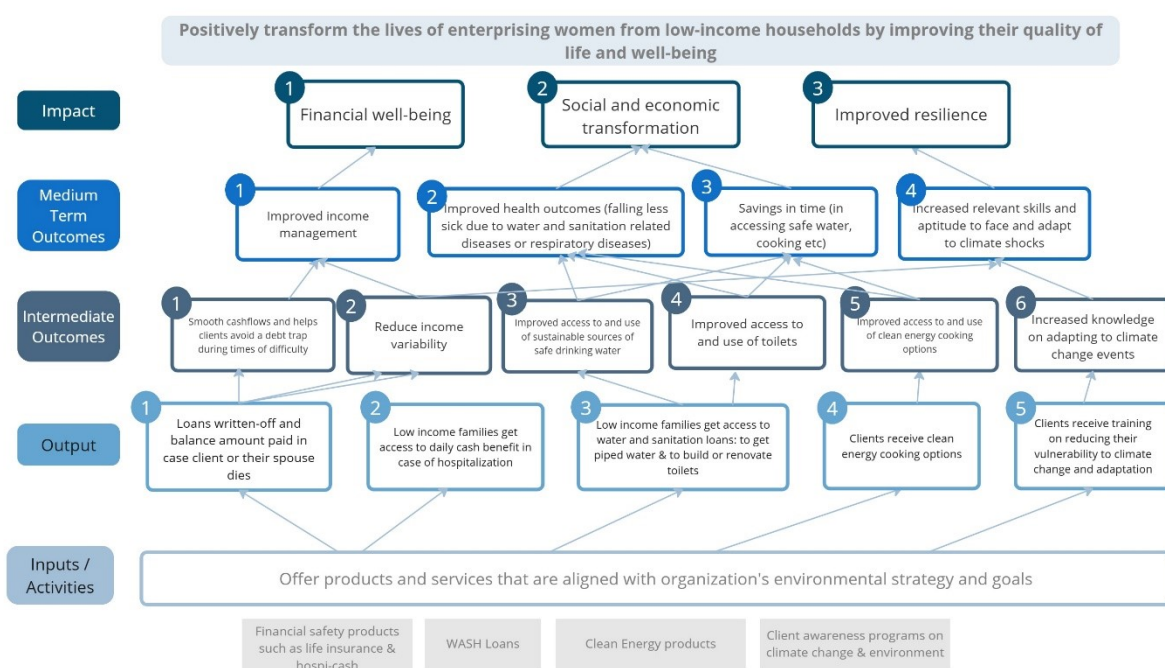 Positively transform the lives of enterprising women from low-income households by improving their quality of
life and well-being
Impact
1
Financial well-being
2
Social and economic
transformation
3
Improved resilience
Medium
Term
Outcomes
1
Improved income
management
2
Improved health outcomes (falling less
sick due to water and sanitation related
diseases or respiratory diseases)
3
Savings in time (in
accessing safe water,
cooking etc)
4
Increased relevant skills and
aptitude to face and adapt
to climate shocks
Intermediate
Outcomes
1
Smooth cashflows and helps
clients avoid a debt trap
during times of difficulty
2
Reduce income
variability
3
Improved access to and use
of sustainable sources of
safe drinking water
4
Improved access to
and use of toilets
5
Improved access to and use
of clean energy cooking
options
6
Increased knowledge
on adapting to climate
change events
Output
1
Loans written-off and
balance amount paid in
case client or their spouse
dies
2
Low income families get
access to daily cash benefit in
case of hospitalization
3
Low income families get access to
water and sanitation loans: to get
piped water & to build or renovate
toilets
4
Clients receive clean
energy cooking options
5
Clients receive training
on reducing their
vulnerability to climate
change and adaptation
Inputs /
Activities
Offer products and services that are aligned with organization's environmental strategy and goals
Financial safety products
such as life insurance &
hospi-cash
WASH Loans
Clean Energy products
Client awareness programs on
climate change & environment